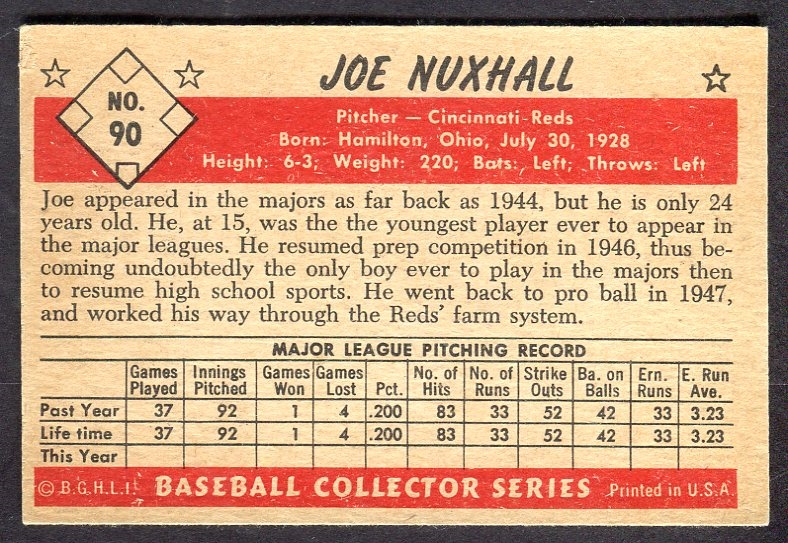 JOE NUXHALL
NO.
90
Pitcher — Cincinnati-Reds
Born: Hamilton, Ohio, July 30, 1928
Height: 6-3; Weight: 220; Bats: Left; Throws: Left
Joe appeared in the majors as far back as 1944, but he is only 24
years old. He, at 15, was the the youngest player ever to appear in
the major leagues. He resumed prep competition in 1946, thus be-
coming undoubtedly the only boy ever to play in the majors then
to resume high school sports. He went back to pro ball in 1947,
and worked his way through the Reds' farm system.
MAJOR LEAGUE PITCHING RECORD
Games Innings Games Games No. of No. of Strike Ba. on Ern. E. Run
Played Pitched Won Lost Pct. Hits Runs Outs Balls Runs Ave.
Past Year 37 92 1 4 .200 83 33 52 42 33 3.23
Life time 37 92 1 4 .200 83 33 52 42 33 3.23
This Year
© B.G.H.L.I. BASEBALL COLLECTOR SERIES Printed in U.S.A.